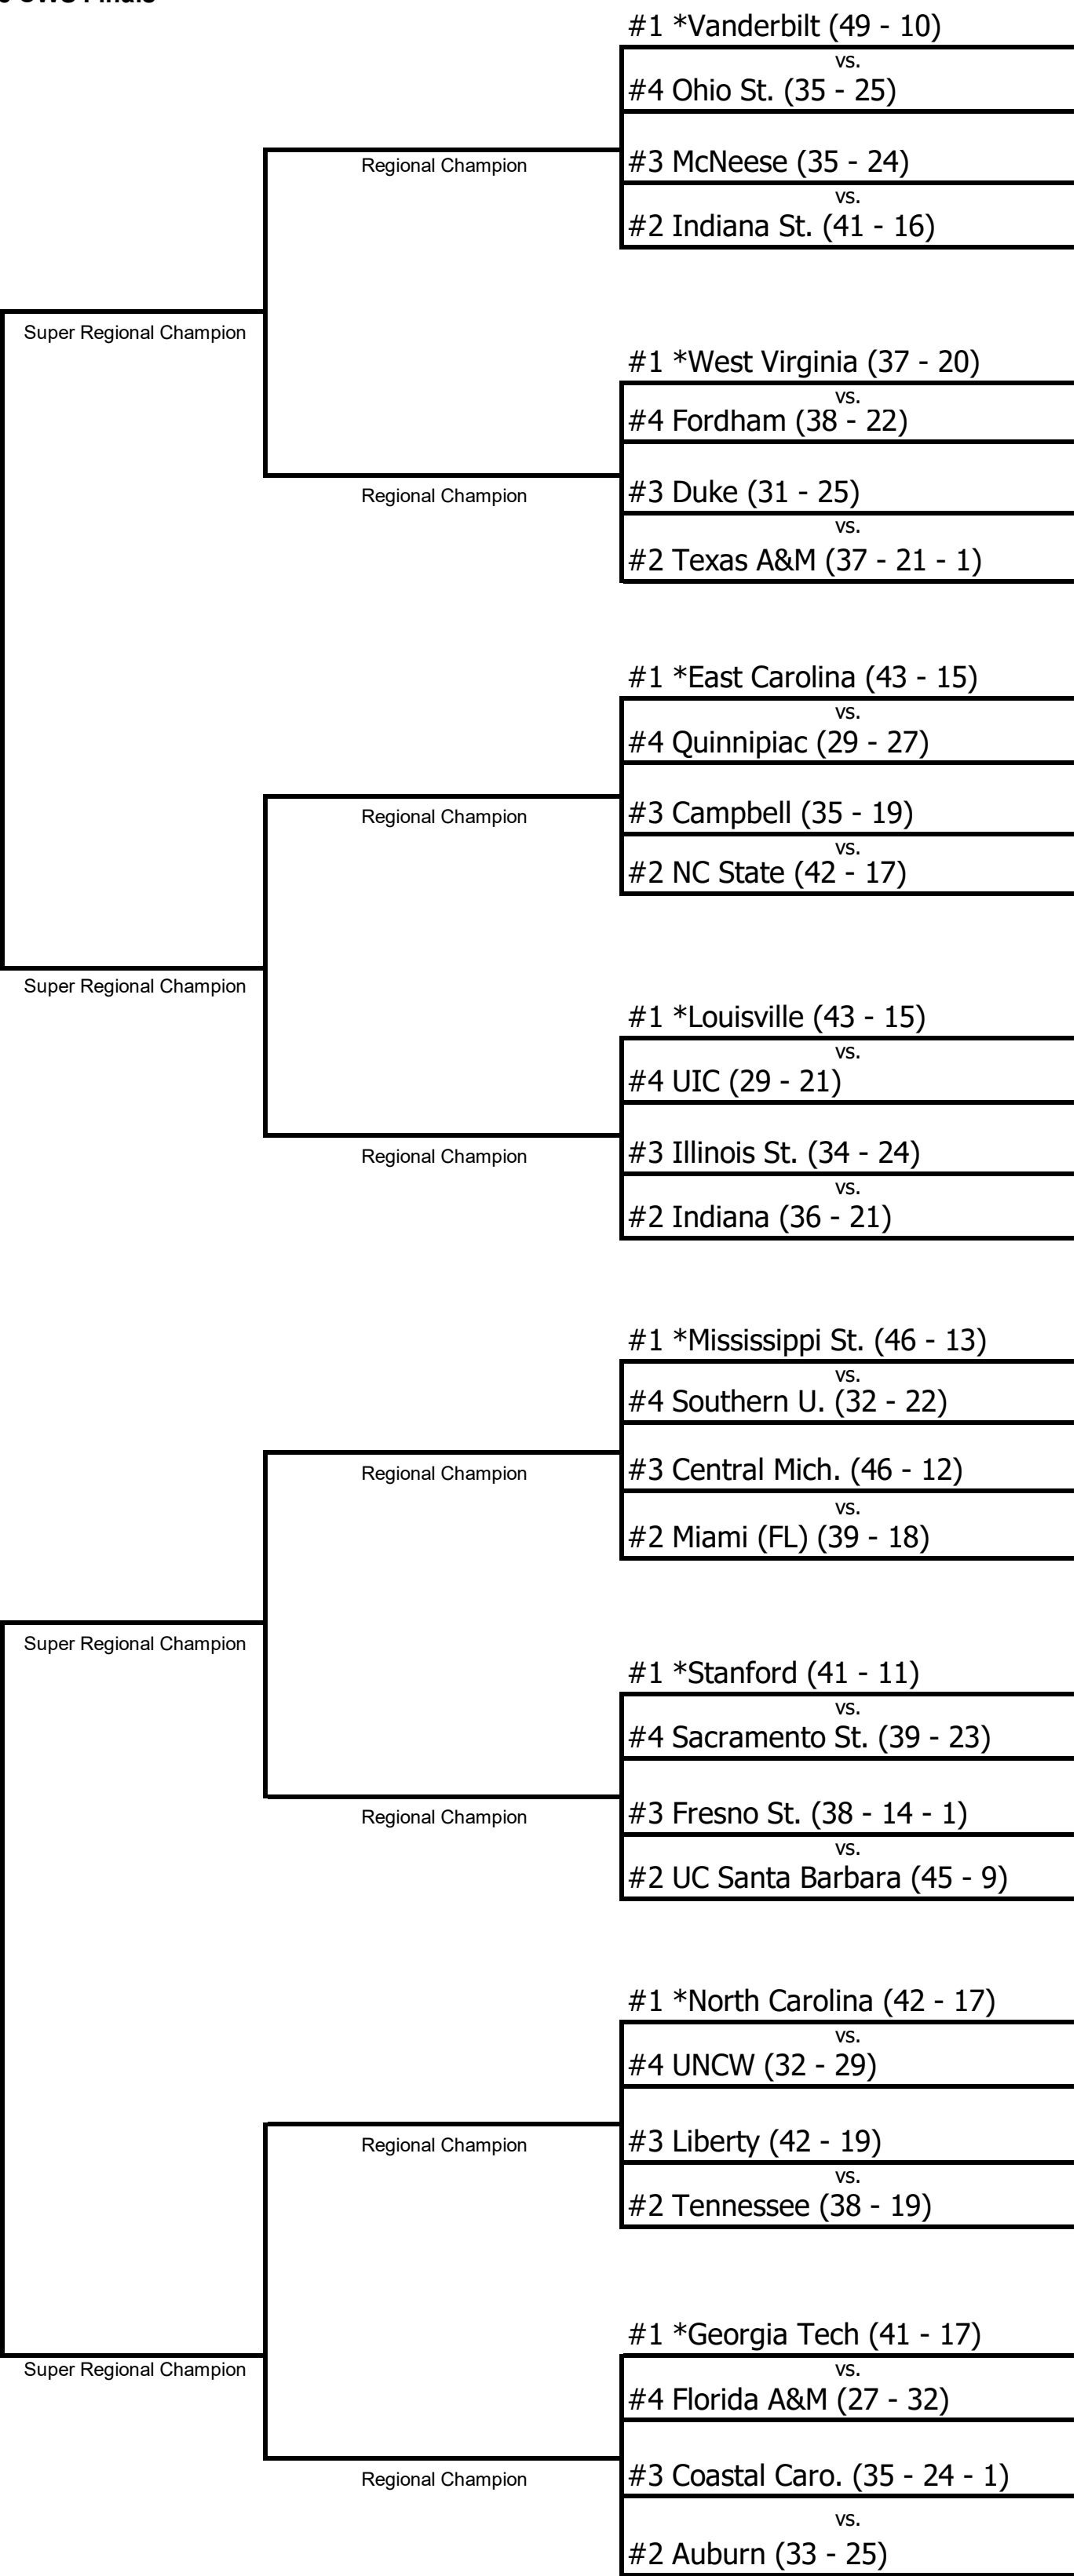 CWS Finals
#1 *Vanderbilt (49 - 10)
vs.
#4 Ohio St. (35 - 25)
Regional Champion
#3 McNeese (35 - 24)
vs.
#2 Indiana St. (41 - 16)
Super Regional Champion
#1 *West Virginia (37 - 20)
vs.
#4 Fordham (38 - 22)
Regional Champion
#3 Duke (31 - 25)
vs.
#2 Texas A&M (37 - 21 - 1)
#1 *East Carolina (43 - 15)
vs.
#4 Quinnipiac (29 - 27)
Regional Champion
#3 Campbell (35 - 19)
vs.
#2 NC State (42 - 17)
Super Regional Champion
#1 *Louisville (43 - 15)
vs.
#4 UIC (29 - 21)
Regional Champion
#3 Illinois St. (34 - 24)
vs.
#2 Indiana (36 - 21)
#1 *Mississippi St. (46 - 13)
vs.
#4 Southern U. (32 - 22)
Regional Champion
#3 Central Mich. (46 - 12)
vs.
#2 Miami (FL) (39 - 18)
Super Regional Champion
#1 *Stanford (41 - 11)
vs.
#4 Sacramento St. (39 - 23)
Regional Champion
#3 Fresno St. (38 - 14 - 1)
vs.
#2 UC Santa Barbara (45 - 9)
#1 *North Carolina (42 - 17)
vs.
#4 UNCW (32 - 29)
Regional Champion
#3 Liberty (42 - 19)
vs.
#2 Tennessee (38 - 19)
#1 *Georgia Tech (41 - 17)
Super Regional Champion
vs.
#4 Florida A&M (27 - 32)
Regional Champion
#3 Coastal Caro. (35 - 24 - 1)
vs.
#2 Auburn (33 - 25)